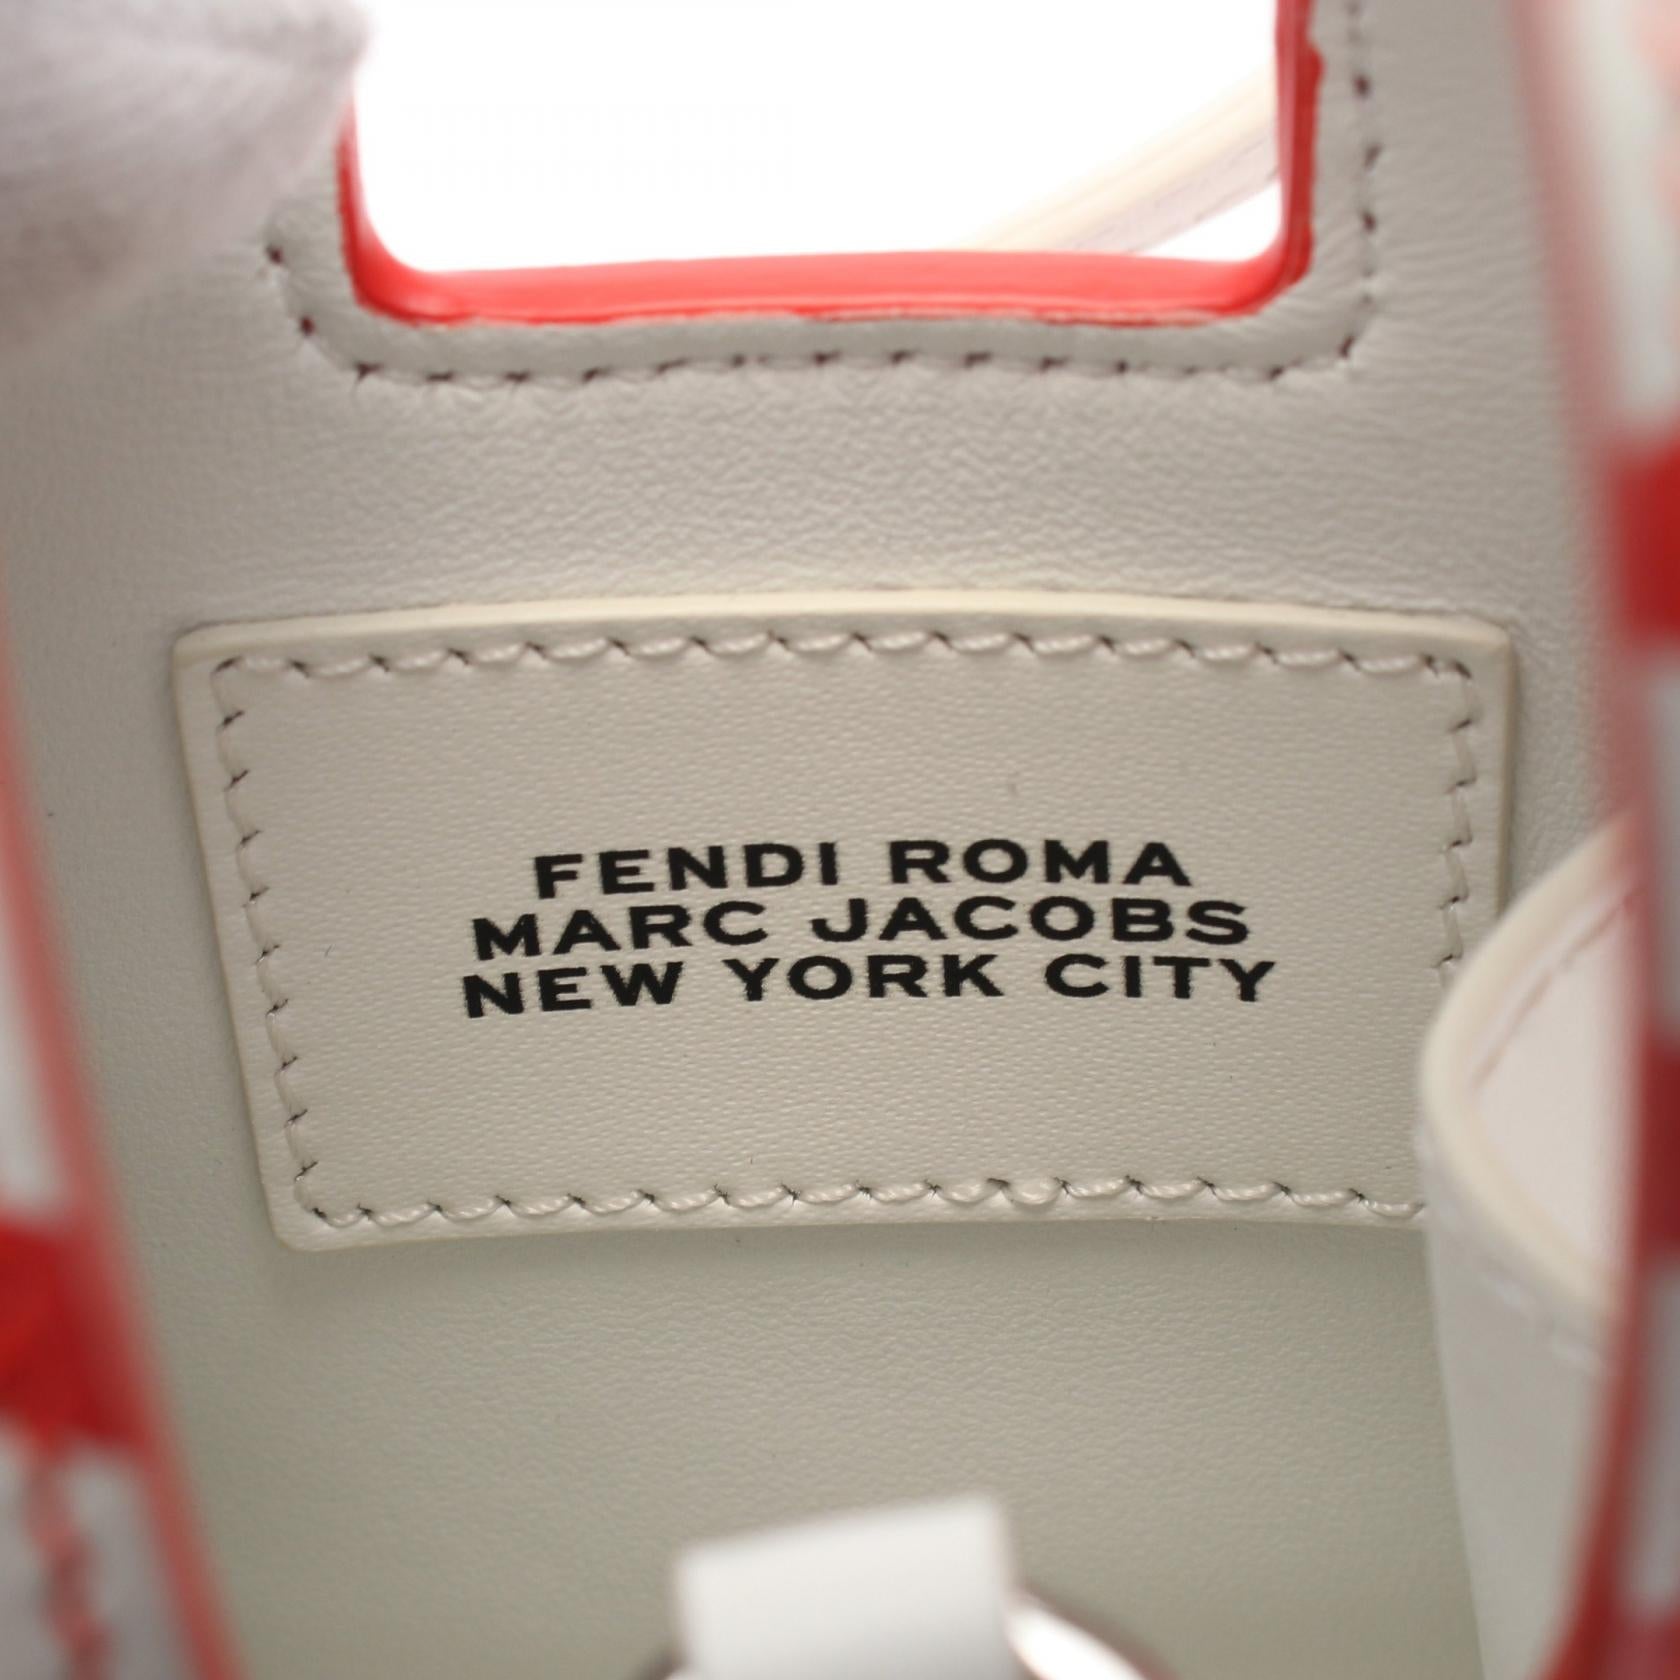 FENDI ROMA
MARC JACOBS
NEW YORK CITY